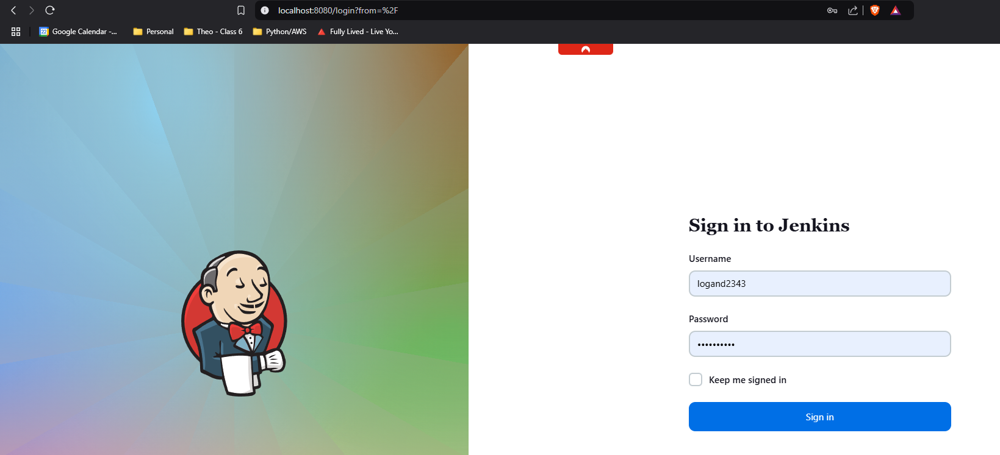 localhost:8080/login?from=%2F
22 Google Calendar -... Personal Theo - Class 6 Python/AWS Fully Lived - Live Yo...
Sign in to Jenkins
Username
logand2343
Password
••••••••••
Keep me signed in
Sign in